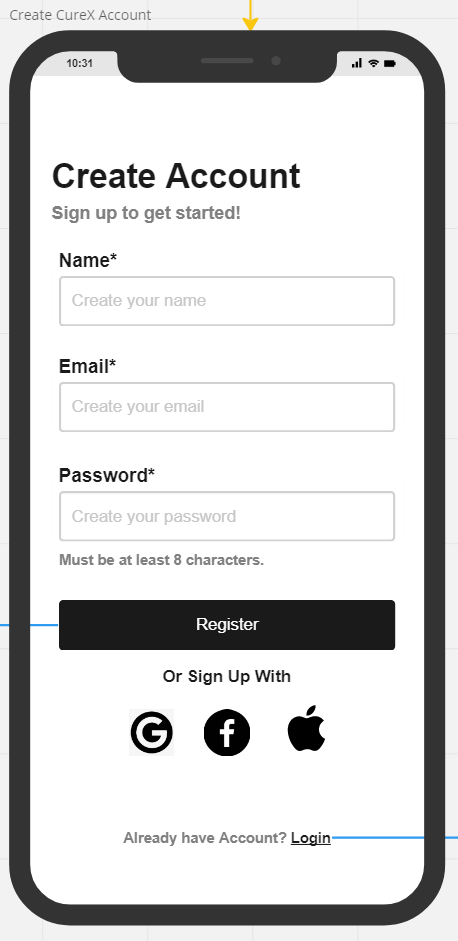 Create CureX Account
10:31
Create Account
Sign up to get started!
Name*
Create your name
Email*
Create your email
Password*
Create your password
Must be at least 8 characters.
Register
Or Sign Up With
G f
Already have Account? Login